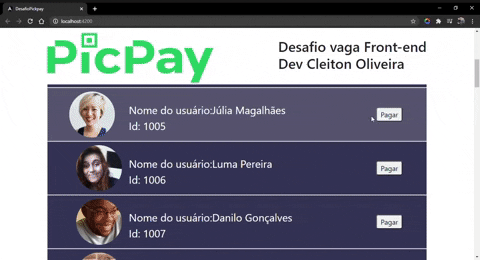 DesafioPickpay
localhost:4200
PicPay
Desafio vaga Front-end
Dev Cleiton Oliveira
Nome do usuário:Júlia Magalhães
Id: 1005
Pagar
Nome do usuário:Luma Pereira
Id: 1006
Pagar
Nome do usuário:Danilo Gonçalves
Id: 1007
Pagar